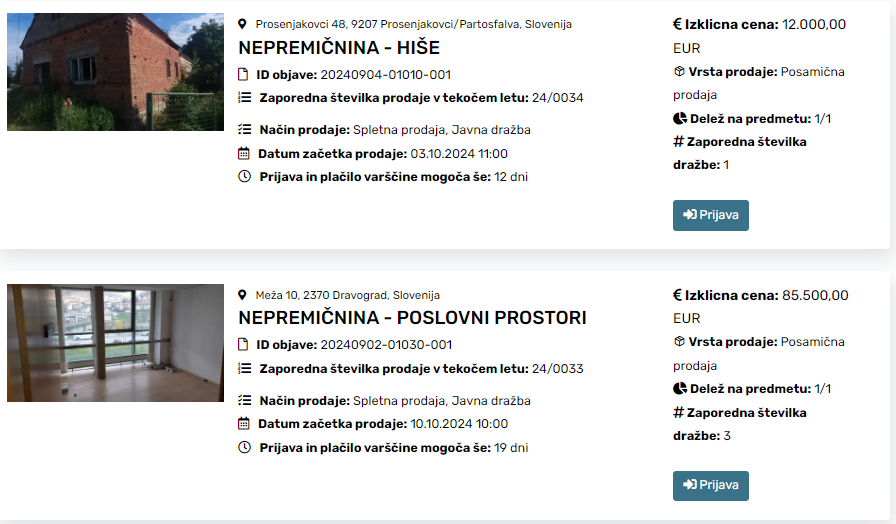 Prosenjakovci 48, 9207 Prosenjakovci/Partosfalva, Slovenija
NEPREMIČNINA - HIŠE
ID objave: 20240904-01010-001
Zaporedna številka prodaje v tekočem letu: 24/0034
Način prodaje: Spletna prodaja, Javna dražba
Datum začetka prodaje: 03.10.2024 11:00
Prijava in plačilo varščine mogoča še: 12 dni
€ Izklicna cena: 12.000,00
EUR
Vrsta prodaje: Posamična
prodaja
Delež na predmetu: 1/1
# Zaporedna številka
dražbe: 1
Prijava
Meža 10, 2370 Dravograd, Slovenija
NEPREMIČNINA - POSLOVNI PROSTORI
ID objave: 20240902-01030-001
Zaporedna številka prodaje v tekočem letu: 24/0033
Način prodaje: Spletna prodaja, Javna dražba
Datum začetka prodaje: 10.10.2024 10:00
Prijava in plačilo varščine mogoča še: 19 dni
€ Izklicna cena: 85.500,00
EUR
Vrsta prodaje: Posamična
prodaja
Delež na predmetu: 1/1
# Zaporedna številka
dražbe: 3
Prijava